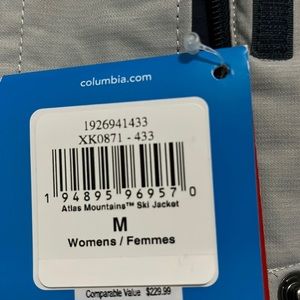 columbia.com
1926941433
XK0871 - 433
1 94895 96957 0
Atlas Mountains™ Ski Jacket
M
Womens / Femmes
Comparable Value $229.99